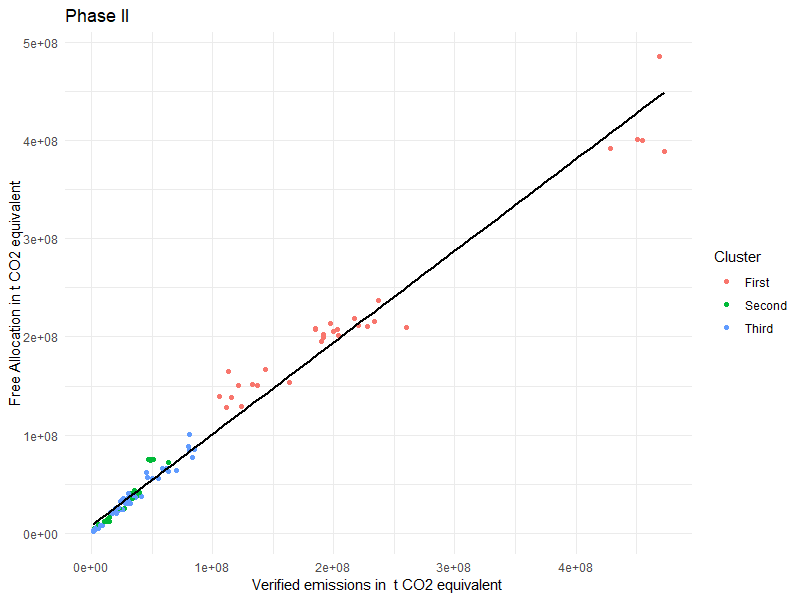 Phase II
Free Allocation in t CO2 equivalent
5e+08
4e+08
3e+08
2e+08
1e+08
0e+00
0e+00 1e+08 2e+08 3e+08 4e+08
Verified emissions in  t CO2 equivalent
Cluster
First
Second
Third